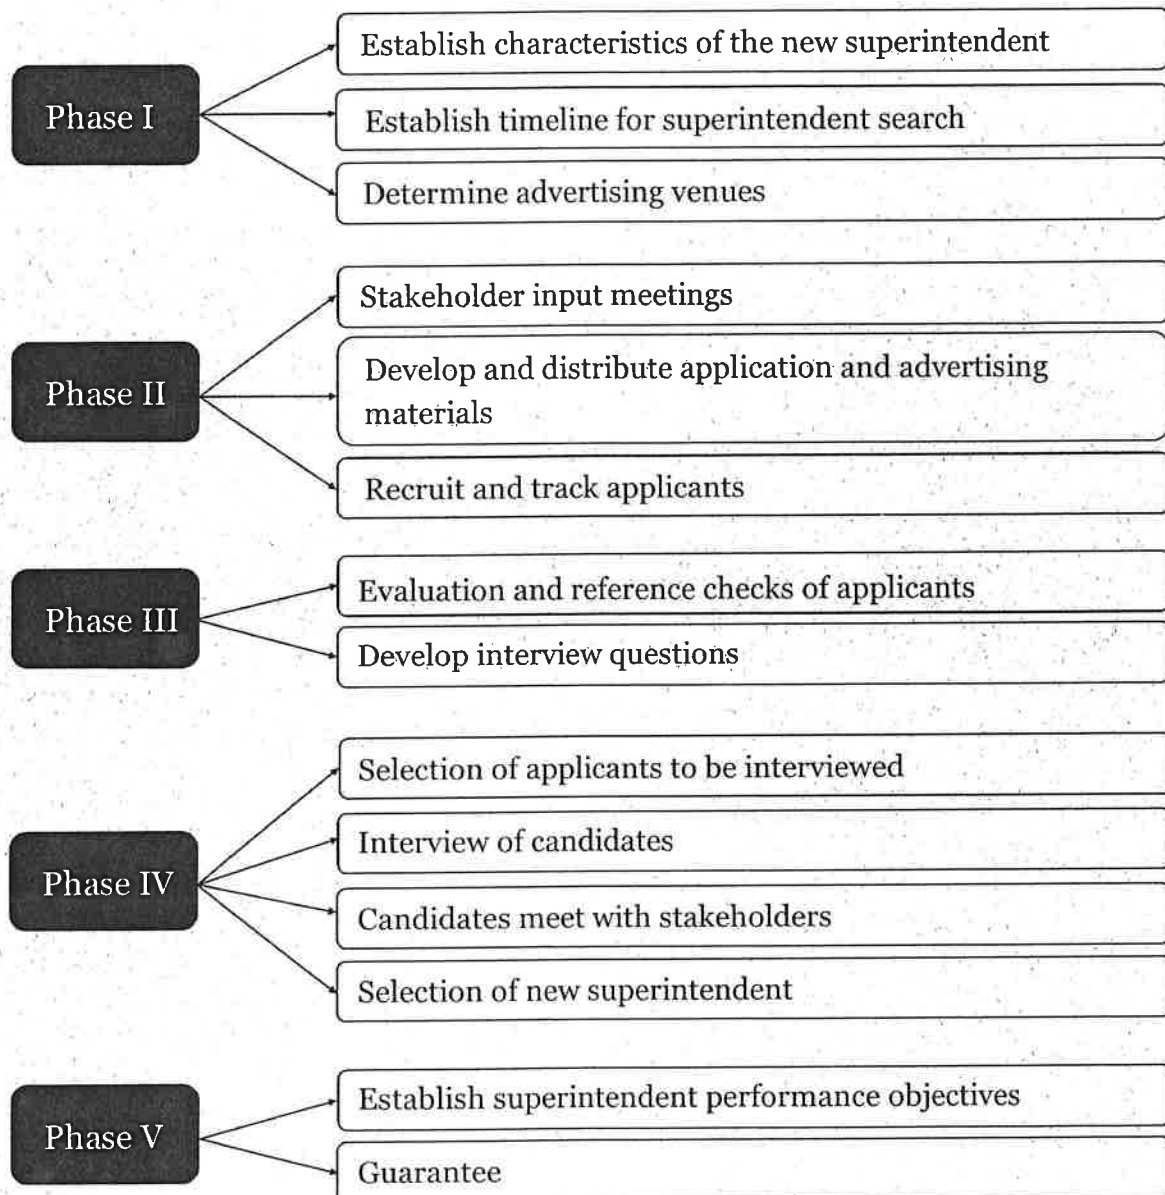 Phase I
Establish characteristics of the new superintendent
Establish timeline for superintendent search
Determine advertising venues
Phase II
Stakeholder input meetings
Develop and distribute application and advertising
materials
Recruit and track applicants
Phase III
Evaluation and reference checks of applicants
Develop interview questions
Phase IV
Selection of applicants to be interviewed
Interview of candidates
Candidates meet with stakeholders
Selection of new superintendent
Phase V
Establish superintendent performance objectives
Guarantee